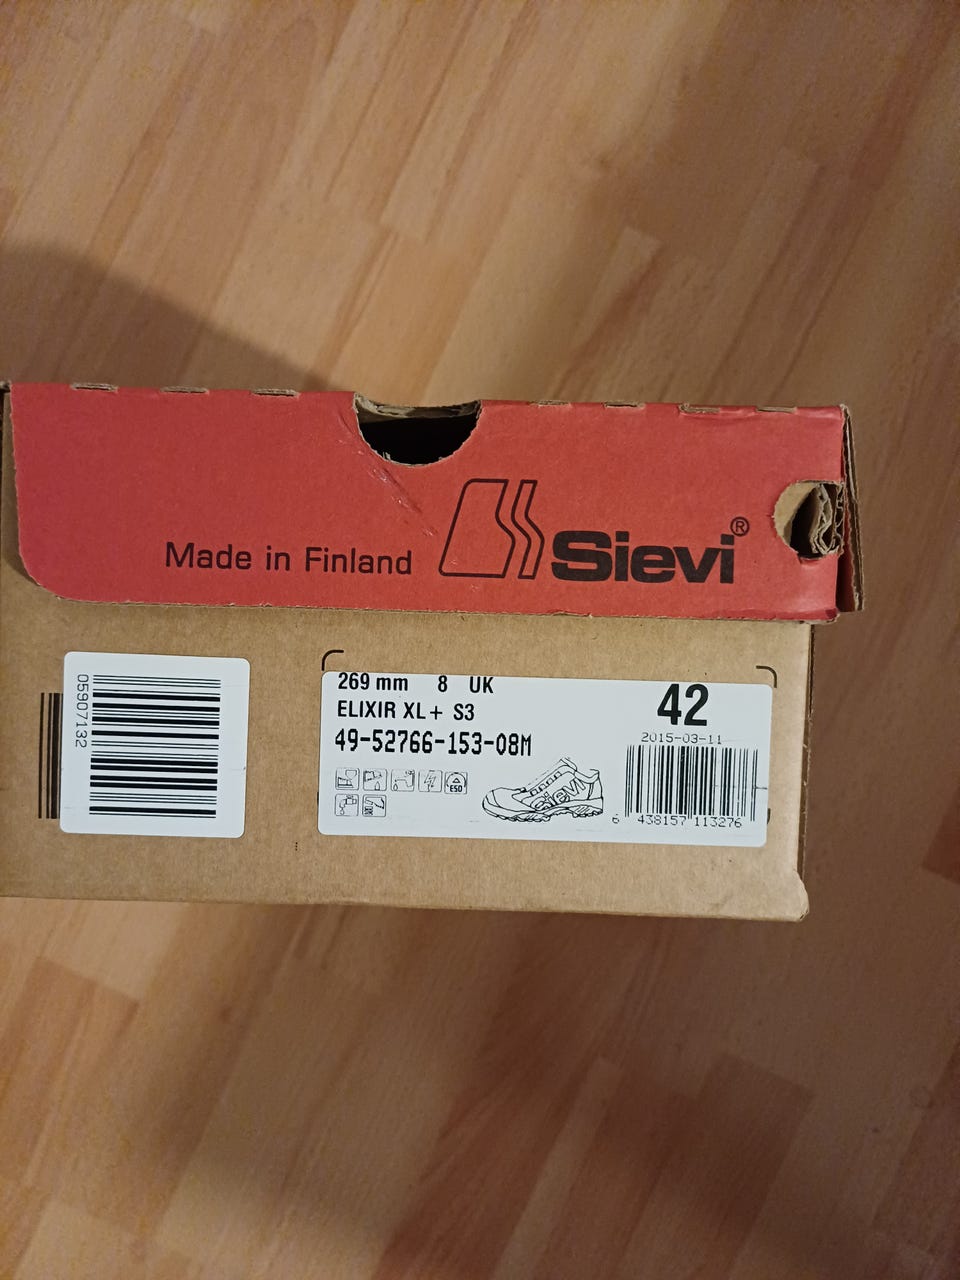 Made in Finland
Sievi®
05907132
269 mm 8 UK
ELIXIR XL+ S3
49-52766-153-08M
42
2015-03-11
ESD
Sievi
6 438157 113276